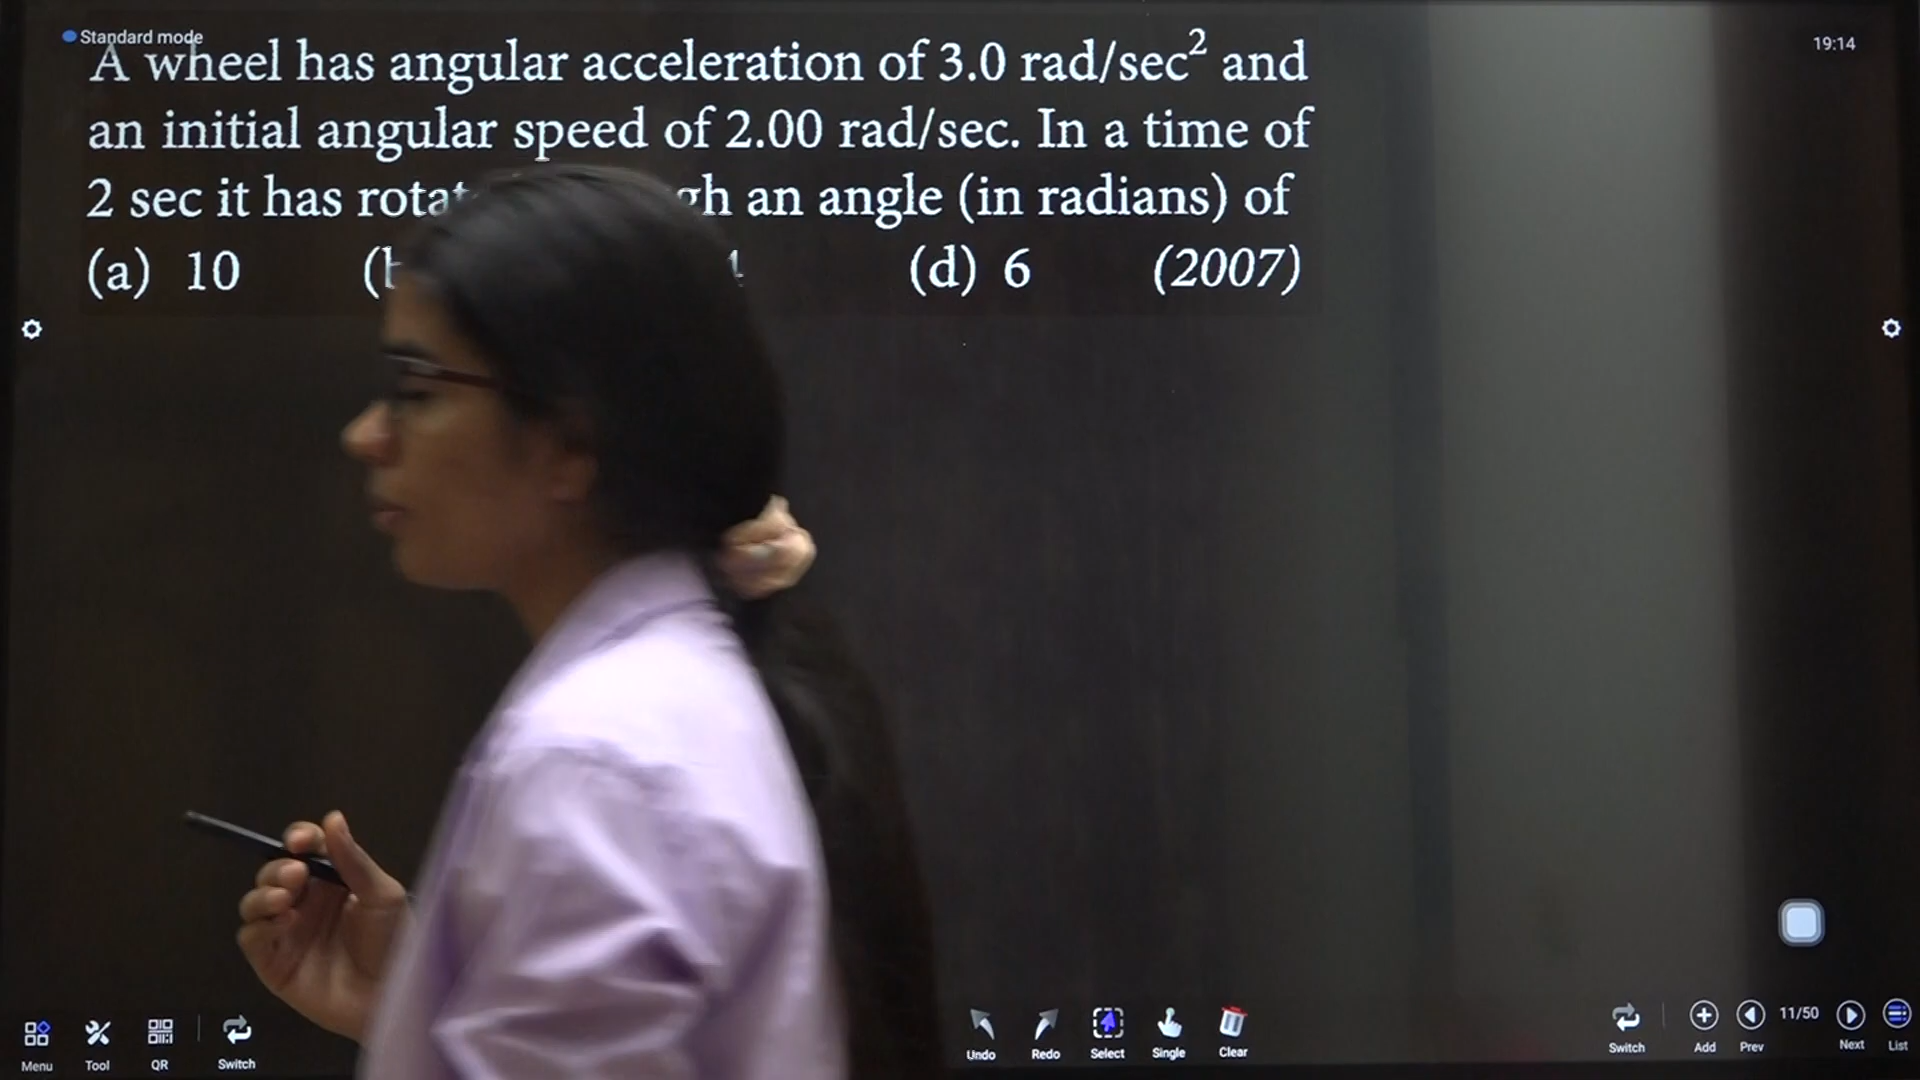 Standard mode
19:14
A wheel has angular acceleration of 3.0 rad/sec² and
an initial angular speed of 2.00 rad/sec. In a time of
2 sec it has an angle (in radians) of
(a) 10 (d) 6 (2007)
Menu Tool QR Switch
Undo Redo Select Single Clear
Switch Add Prev 11/50 Next List